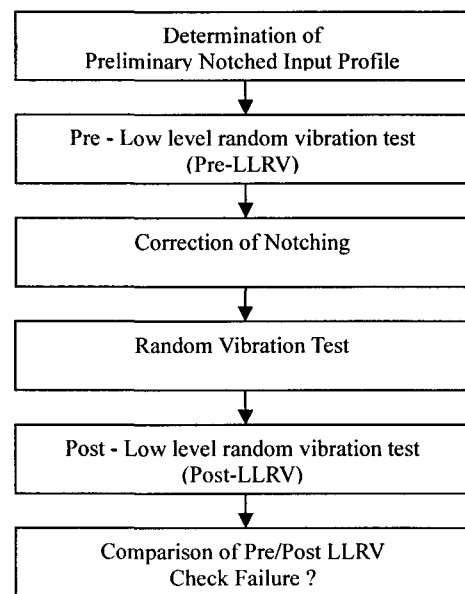 Determination of
Preliminary Notched Input Profile
Pre - Low level random vibration test
(Pre-LLRV)
Correction of Notching
Random Vibration Test
Post - Low level random vibration test
(Post-LLRV)
Comparison of Pre/Post LLRV
Check Failure ?